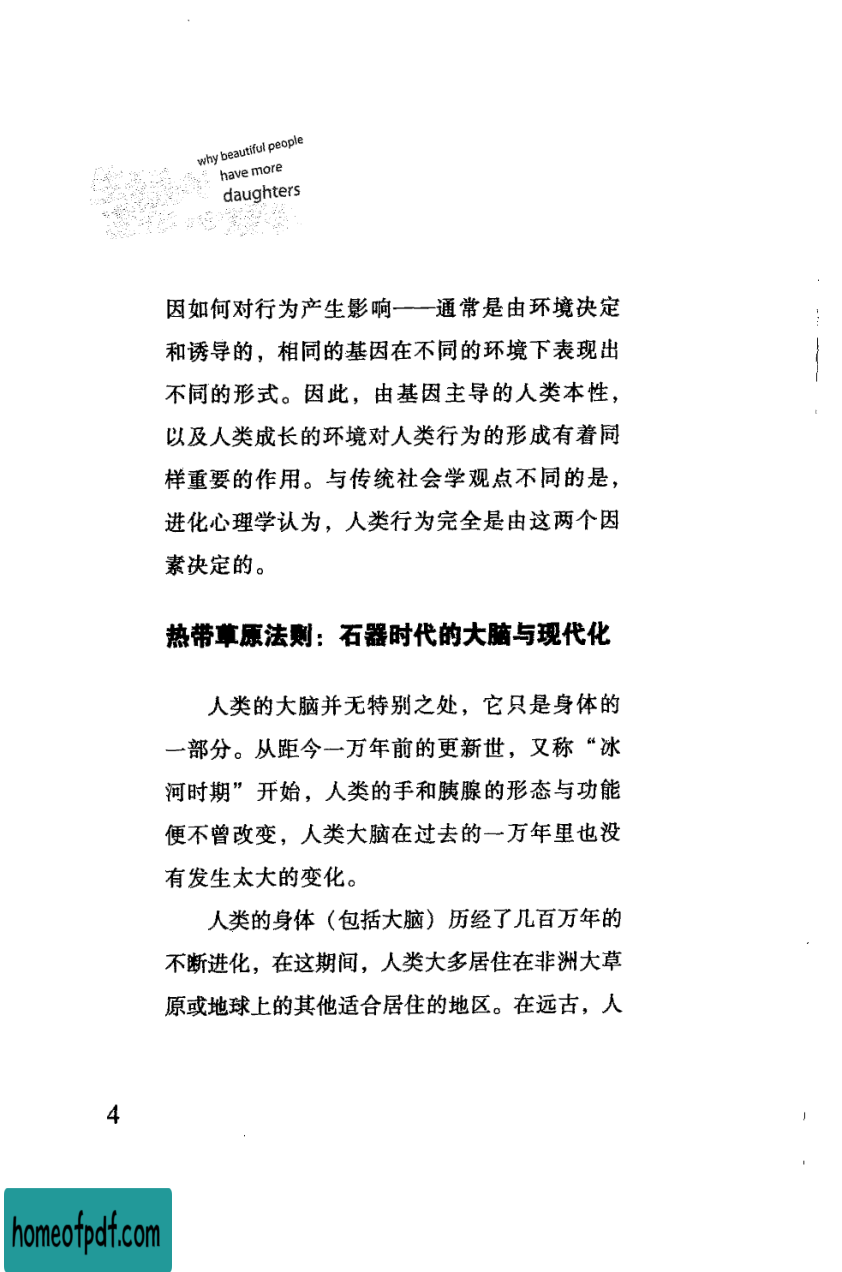 why beautiful people
have more
daughters
因如何对行为产生影响——通常是由环境决定
和诱导的，相同的基因在不同的环境下表现出
不同的形式。因此，由基因主导的人类本性，
以及人类成长的环境对人类行为的形成有着同
样重要的作用。与传统社会学观点不同的是，
进化心理学认为，人类行为完全是由这两个因
素决定的。
热带草原法则：石器时代的大脑与现代化
人类的大脑并无特别之处，它只是身体的
一部分。从距今一万年前的更新世，又称“冰
河时期”开始，人类的手和胰腺的形态与功能
便不曾改变，人类大脑在过去的一万年里也没
有发生太大的变化。
人类的身体（包括大脑）历经了几百万年的
不断进化，在这期间，人类大多居住在非洲大草
原或地球上的其他适合居住的地区。在远古，人
4
homeofpdf.com